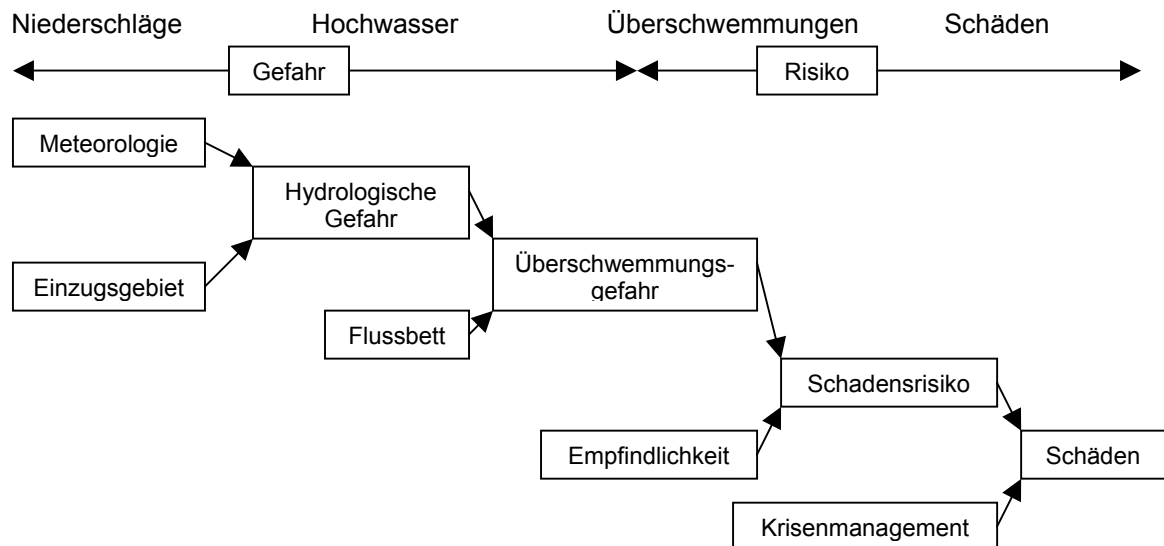 Niederschläge Hochwasser Überschwemmungen Schäden
Gefahr Risiko
Meteorologie
Hydrologische
Gefahr
Einzugsgebiet
Überschwemmungs-
gefahr
Flussbett
Schadensrisiko
Empfindlichkeit
Schäden
Krisenmanagement